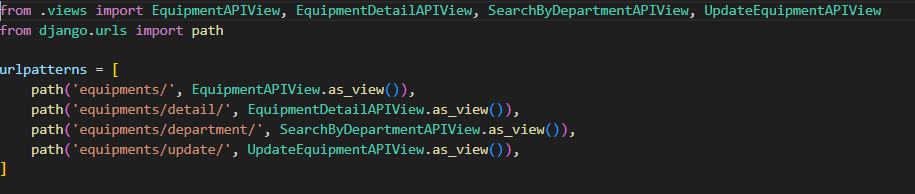 from .views import EquipmentAPIView, EquipmentDetailAPIView, SearchByDepartmentAPIView, UpdateEquipmentAPIView
from django.urls import path
urlpatterns = [
    path('equipments/', EquipmentAPIView.as_view()),
    path('equipments/detail/', EquipmentDetailAPIView.as_view()),
    path('equipments/department/', SearchByDepartmentAPIView.as_view()),
    path('equipments/update/', UpdateEquipmentAPIView.as_view()),
]